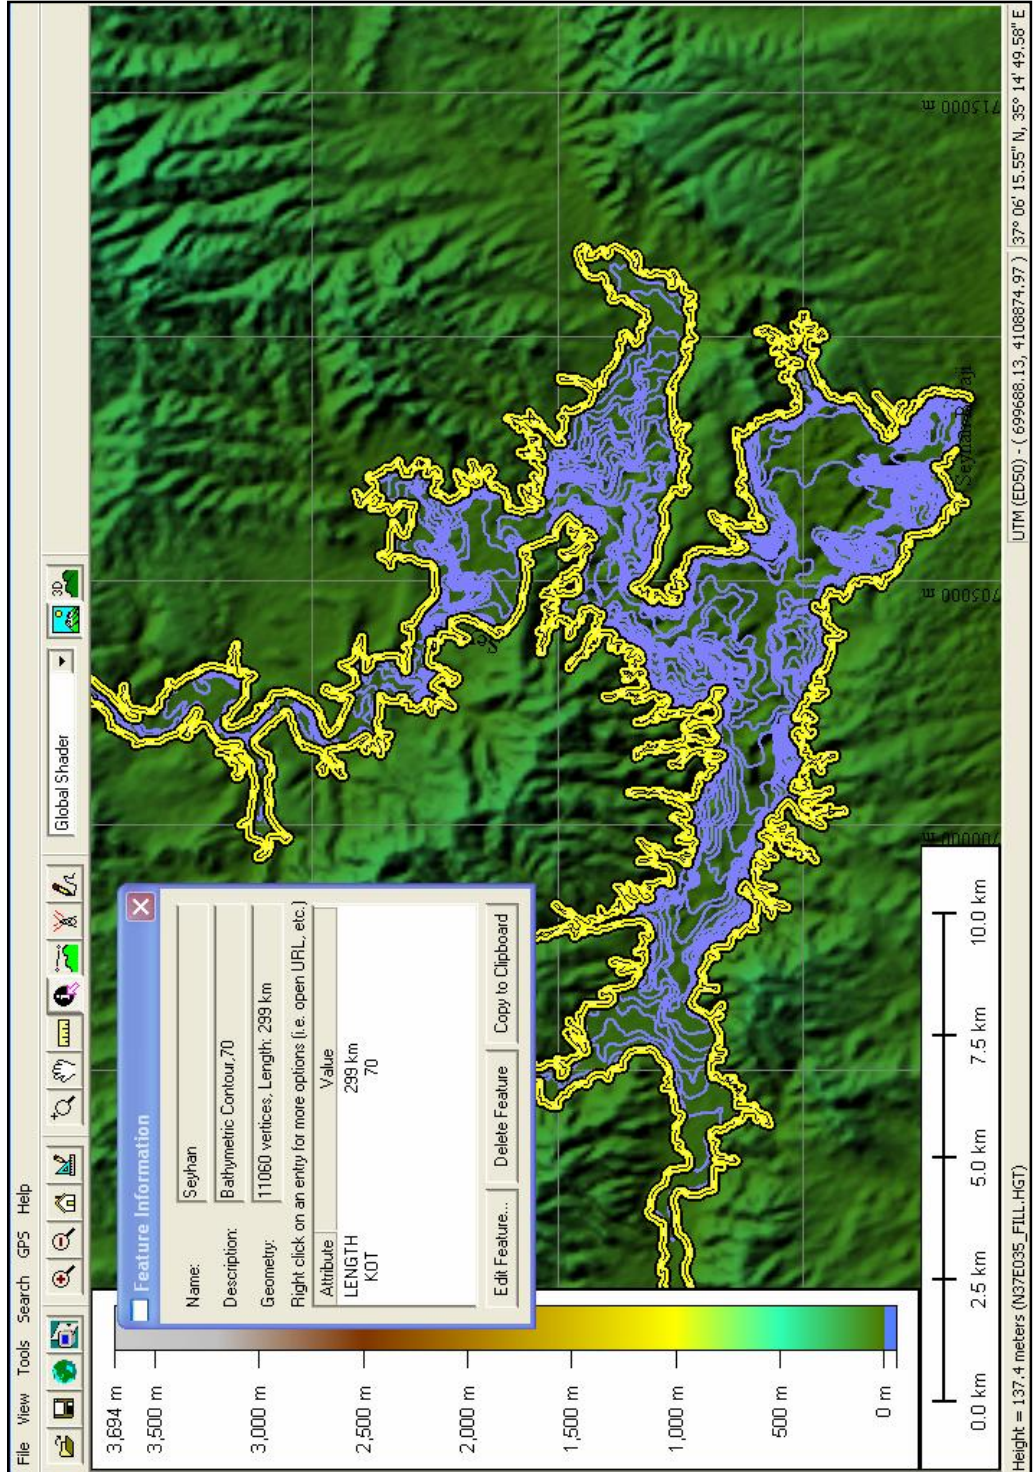 File View Tools Search GPS Help
Global Shader
3D
Feature Information
Name: Seyhan
Description: Bathymetric Contour,70
Geometry: 11060 vertices, Length: 299 km
Right click on an entry for more options (i.e. open URL, etc.)
Attribute Value
LENGTH 299 km
KOT 70
Edit Feature... Delete Feature Copy to Clipboard
3,694 m
3,500 m
3,000 m
2,500 m
2,000 m
1,500 m
1,000 m
500 m
0 m
715000 m
705000 m
0.0 km 2.5 km 5.0 km 7.5 km 10.0 km
Height = 137.4 meters (N37E035_FILL.HGT) UTM (ED50) - ( 699688.13, 4108874.97 ) 37° 06' 15.55" N, 35° 14' 49.58" E